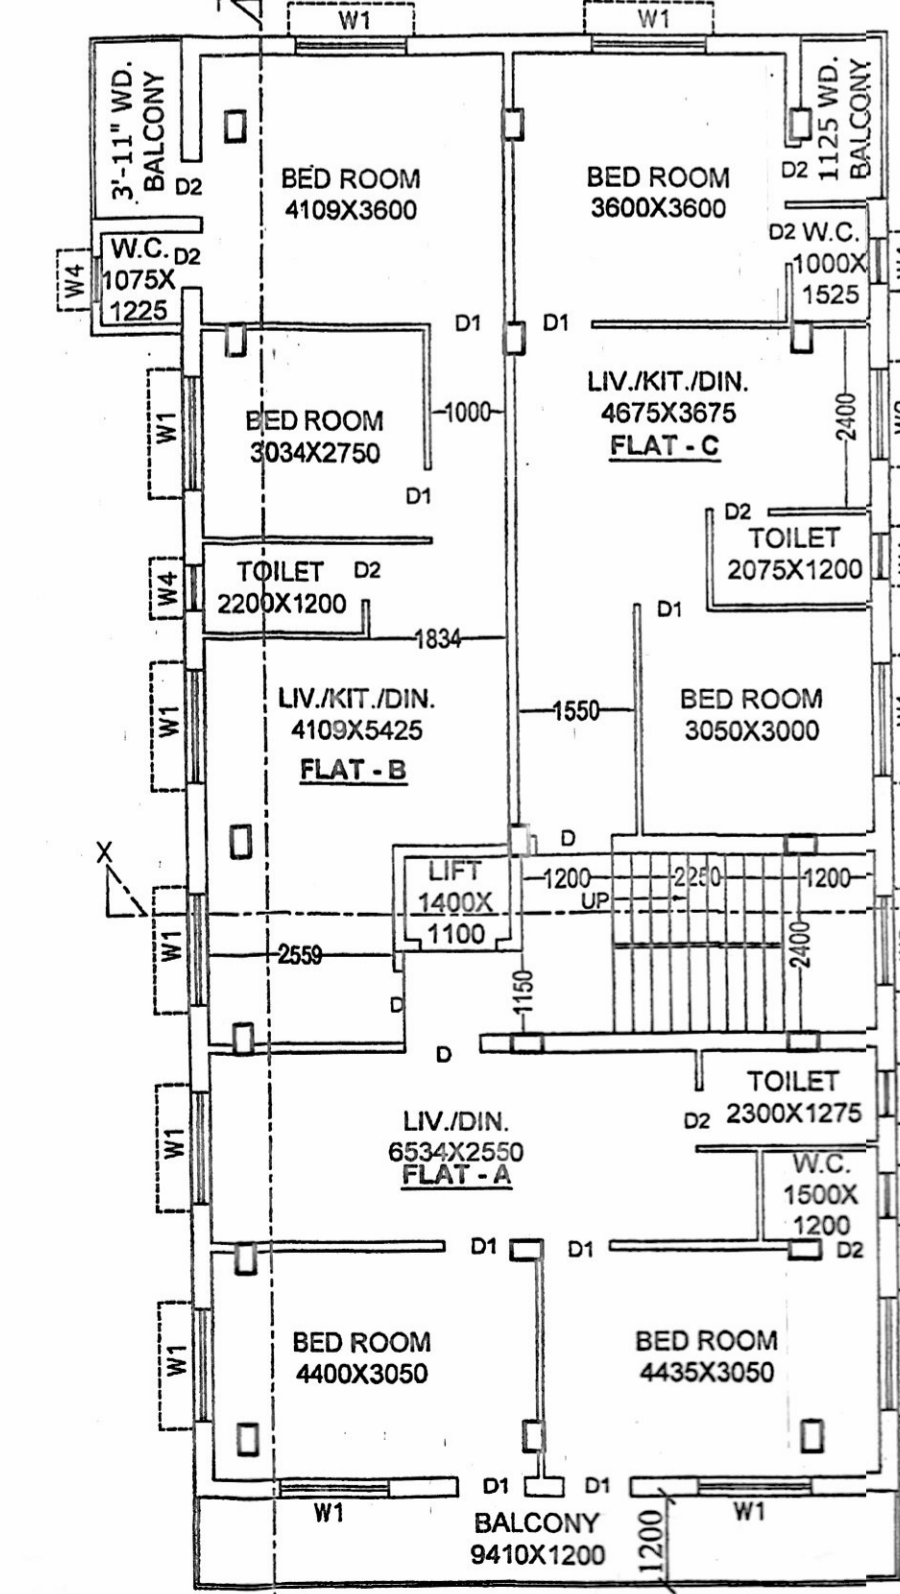 W1
W1
3'-11" WD.
BALCONY
1125 WD.
BALCONY
D2
D2
BED ROOM
4109X3600
BED ROOM
3600X3600
W4
W.C.
1075X
1225
D2
D2
W.C.
1000X
1525
D1
D1
W1
BED ROOM
3034X2750
1000
LIV./KIT./DIN.
4675X3675
FLAT - C
2400
D1
D2
W4
TOILET
2200X1200
D2
TOILET
2075X1200
D1
1834
W1
LIV./KIT./DIN.
4109X5425
FLAT - B
1550
BED ROOM
3050X3000
D
X
LIFT
1400X
1100
1200
2250
1200
UP
W1
2559
1150
2400
D
D
W1
LIV./DIN.
6534X2550
FLAT - A
D2
TOILET
2300X1275
W.C.
1500X
1200
D1
D1
D2
W1
BED ROOM
4400X3050
BED ROOM
4435X3050
D1
D1
W1
W1
BALCONY
9410X1200
1200